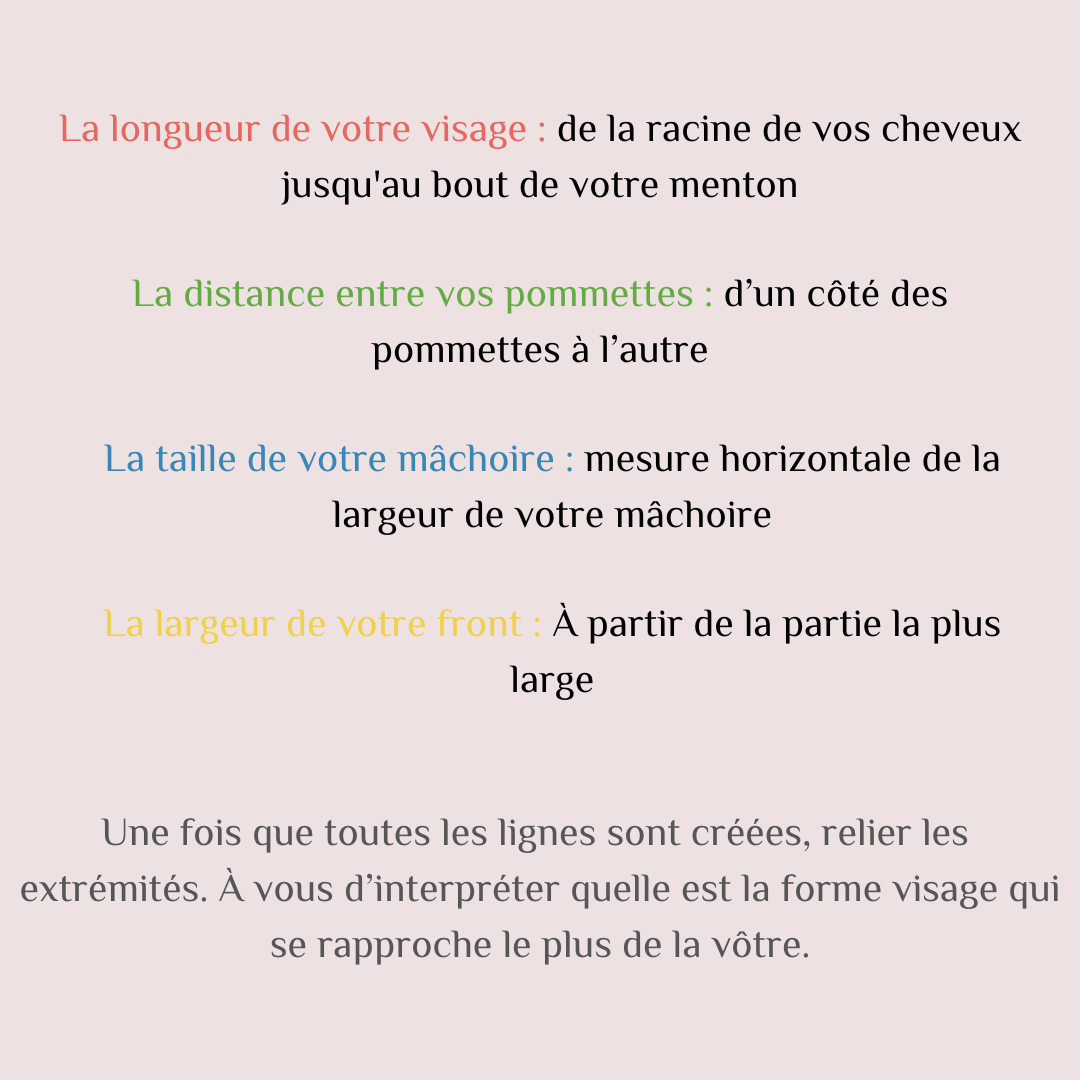 La longueur de votre visage : de la racine de vos cheveux
jusqu'au bout de votre menton
La distance entre vos pommettes : d’un côté des
pommettes à l’autre
La taille de votre mâchoire : mesure horizontale de la
largeur de votre mâchoire
La largeur de votre front : À partir de la partie la plus
large
Une fois que toutes les lignes sont créées, relier les
extrémités. À vous d’interpréter quelle est la forme visage qui
se rapproche le plus de la vôtre.